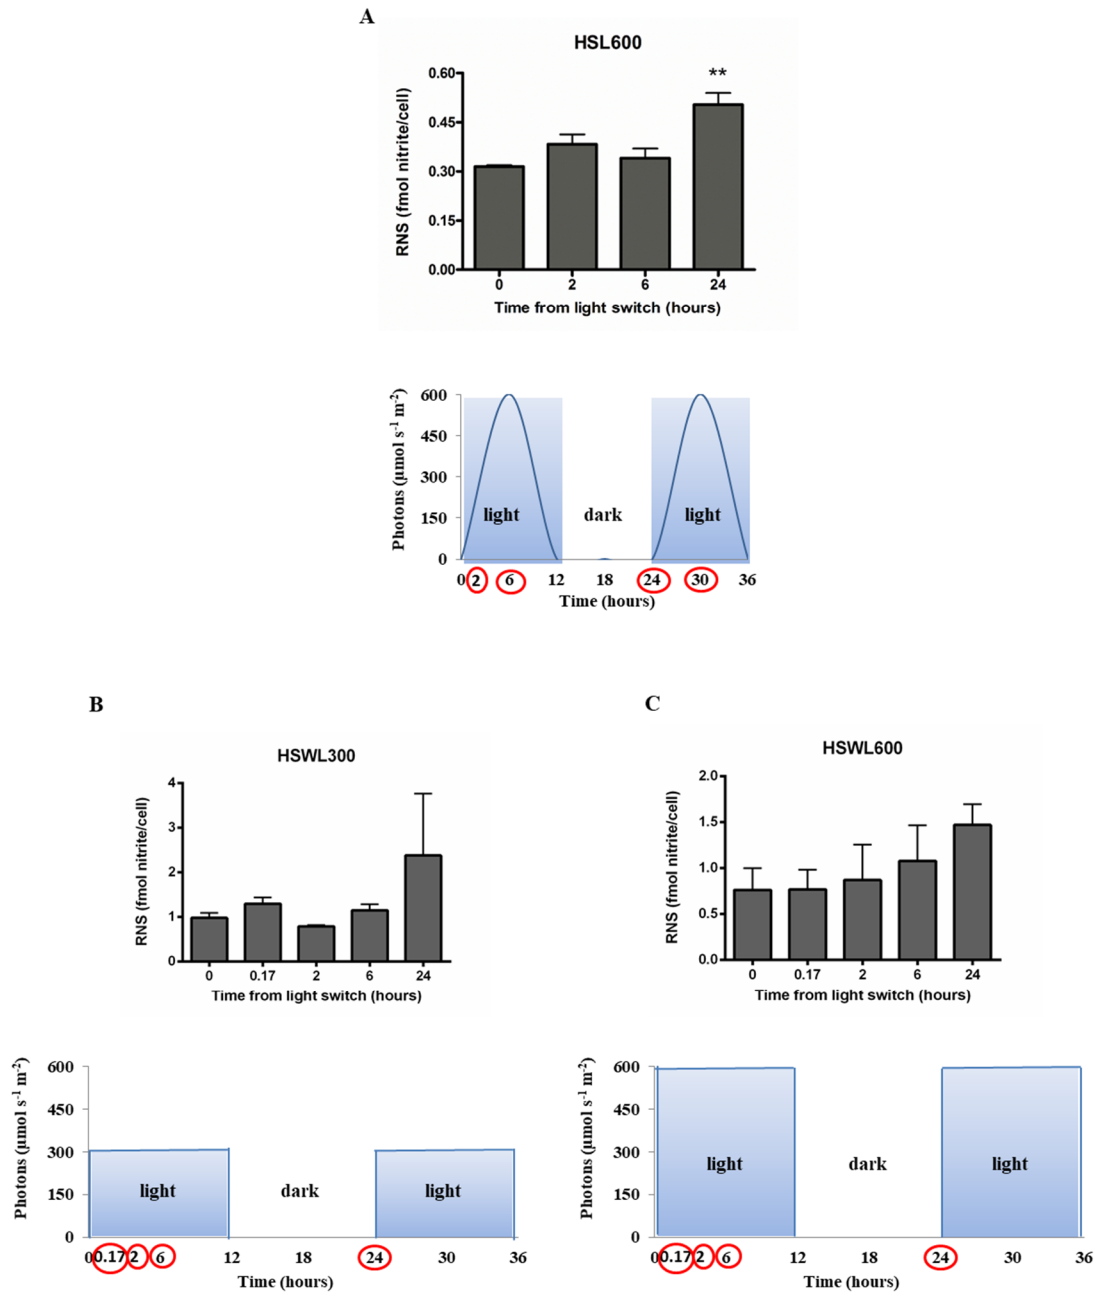 A
HSL600
**
RNS (fmol nitrite/cell)
0.60
0.45
0.30
0.15
0.00
0 2 6 24
Time from light switch (hours)
Photons (µmol s-1 m-2)
600
450
300
150
0
light dark light
0 2 6 12 18 24 30 36
Time (hours)
B
HSWL300
RNS (fmol nitrite/cell)
4
3
2
1
0
0 0.17 2 6 24
Time from light switch (hours)
Photons (µmol s-1 m-2)
600
450
300
150
0
light dark light
0 0.17 2 6 12 18 24 30 36
Time (hours)
C
HSWL600
RNS (fmol nitrite/cell)
2.0
1.5
1.0
0.5
0.0
0 0.17 2 6 24
Time from light switch (hours)
Photons (µmol s-1 m-2)
600
450
300
150
0
light dark light
0 0.17 2 6 12 18 24 30 36
Time (hours)